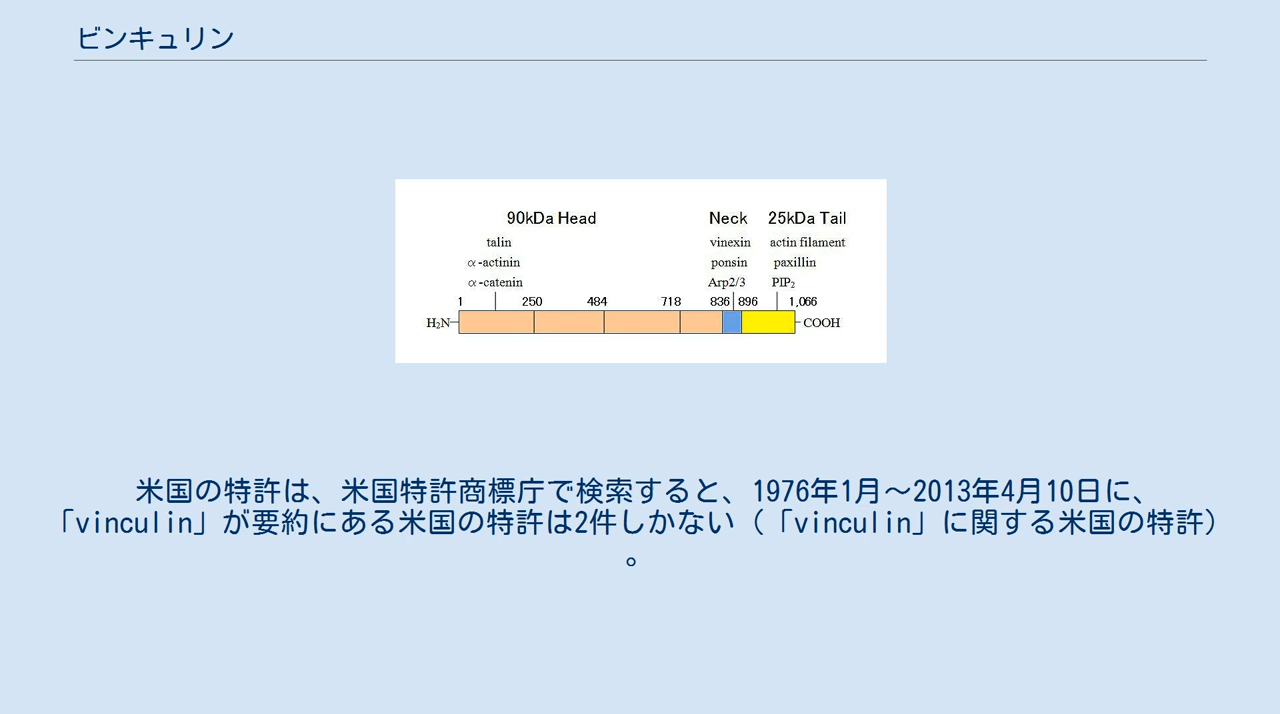 ビンキュリン
90kDa Head Neck 25kDa Tail
talin vinexin actin filament
α-actinin ponsin paxillin
α-catenin Arp2/3 PIP₂
1 250 484 718 836 896 1,066
H₂N COOH
米国の特許は、米国特許商標庁で検索すると、1976年1月～2013年4月10日に、
「vinculin」が要約にある米国の特許は2件しかない（「vinculin」に関する米国の特許）
。